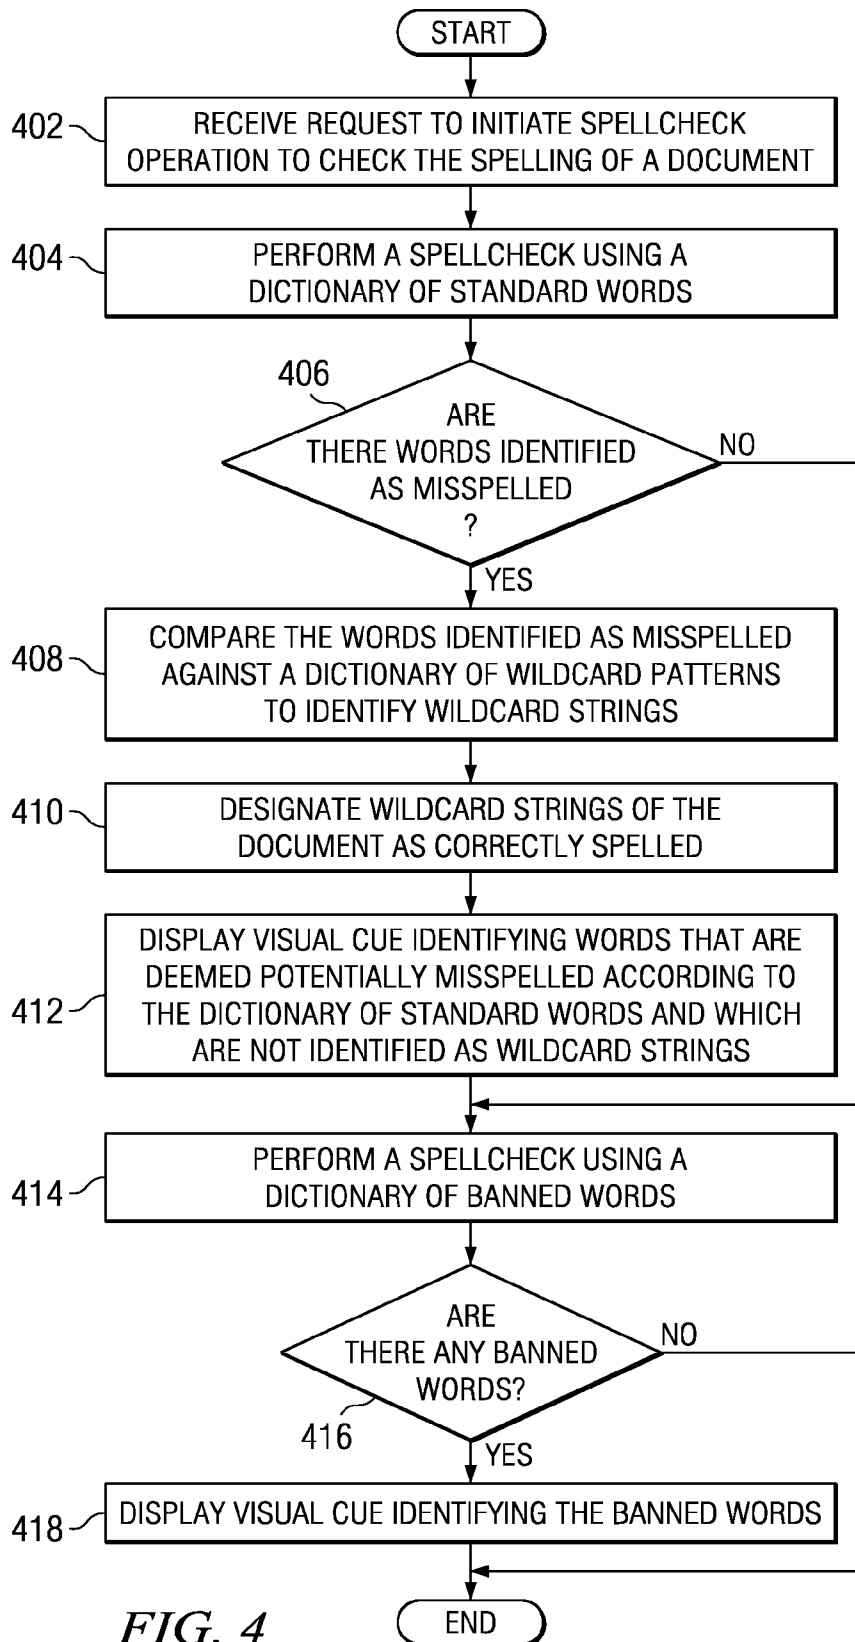 START
402
RECEIVE REQUEST TO INITIATE SPELLCHECK
OPERATION TO CHECK THE SPELLING OF A DOCUMENT
404
PERFORM A SPELLCHECK USING A
DICTIONARY OF STANDARD WORDS
406
ARE
THERE WORDS IDENTIFIED
AS MISSPELLED
?
NO
YES
408
COMPARE THE WORDS IDENTIFIED AS MISSPELLED
AGAINST A DICTIONARY OF WILDCARD PATTERNS
TO IDENTIFY WILDCARD STRINGS
410
DESIGNATE WILDCARD STRINGS OF THE
DOCUMENT AS CORRECTLY SPELLED
412
DISPLAY VISUAL CUE IDENTIFYING WORDS THAT ARE
DEEMED POTENTIALLY MISSPELLED ACCORDING TO
THE DICTIONARY OF STANDARD WORDS AND WHICH
ARE NOT IDENTIFIED AS WILDCARD STRINGS
414
PERFORM A SPELLCHECK USING A
DICTIONARY OF BANNED WORDS
ARE
THERE ANY BANNED
WORDS?
NO
416
YES
418
DISPLAY VISUAL CUE IDENTIFYING THE BANNED WORDS
FIG. 4
END